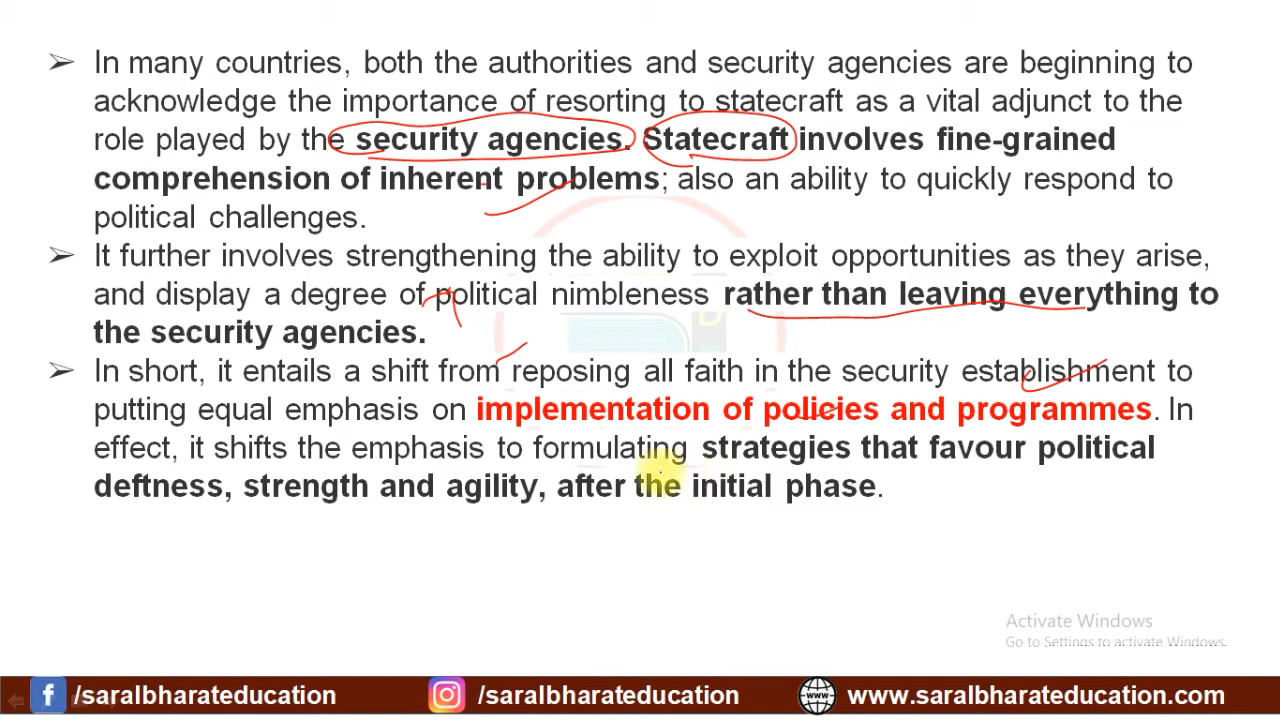 ➢ In many countries, both the authorities and security agencies are beginning to
acknowledge the importance of resorting to statecraft as a vital adjunct to the
role played by the security agencies. Statecraft involves fine-grained
comprehension of inherent problems; also an ability to quickly respond to
political challenges.
➢ It further involves strengthening the ability to exploit opportunities as they arise,
and display a degree of political nimbleness rather than leaving everything to
the security agencies.
➢ In short, it entails a shift from reposing all faith in the security establishment to
putting equal emphasis on implementation of policies and programmes. In
effect, it shifts the emphasis to formulating strategies that favour political
deftness, strength and agility, after the initial phase.
Activate Windows
Go to Settings to activate Windows.
/saralbharateducation /saralbharateducation www.saralbharateducation.com